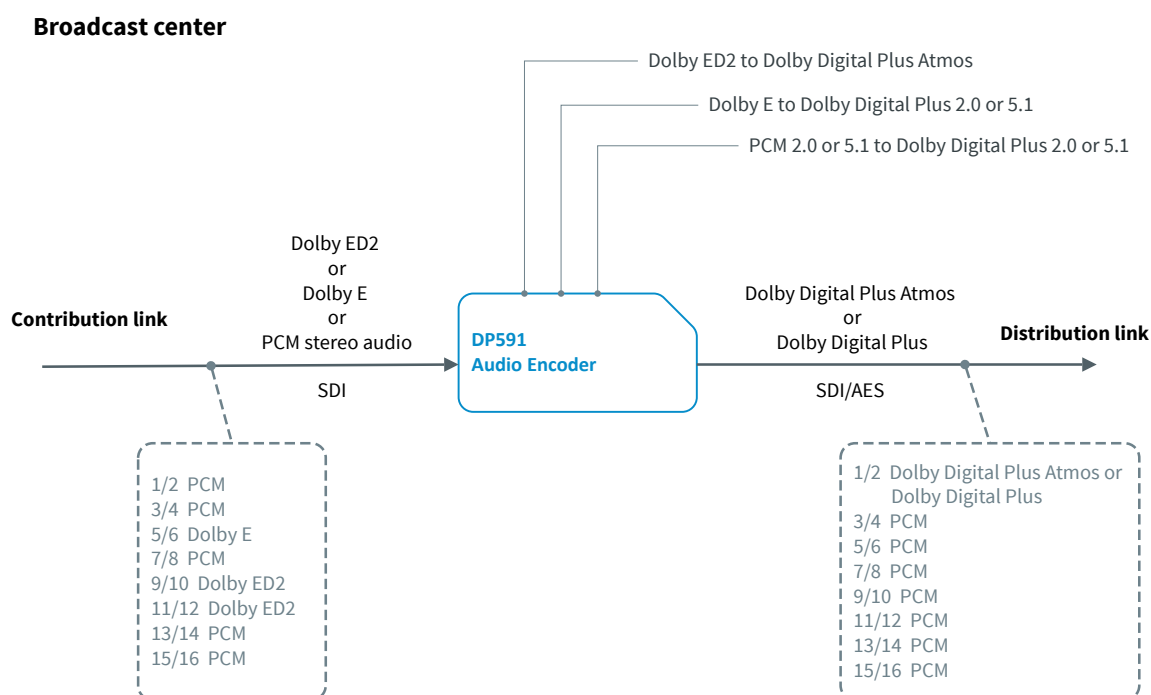 Broadcast center
Dolby ED2 to Dolby Digital Plus Atmos
Dolby E to Dolby Digital Plus 2.0 or 5.1
PCM 2.0 or 5.1 to Dolby Digital Plus 2.0 or 5.1
Contribution link
Dolby ED2
or
Dolby E
or
PCM stereo audio
SDI
DP591
Audio Encoder
Dolby Digital Plus Atmos
or
Dolby Digital Plus
SDI/AES
Distribution link
1/2 PCM
3/4 PCM
5/6 Dolby E
7/8 PCM
9/10 Dolby ED2
11/12 Dolby ED2
13/14 PCM
15/16 PCM
1/2 Dolby Digital Plus Atmos or
Dolby Digital Plus
3/4 PCM
5/6 PCM
7/8 PCM
9/10 PCM
11/12 PCM
13/14 PCM
15/16 PCM